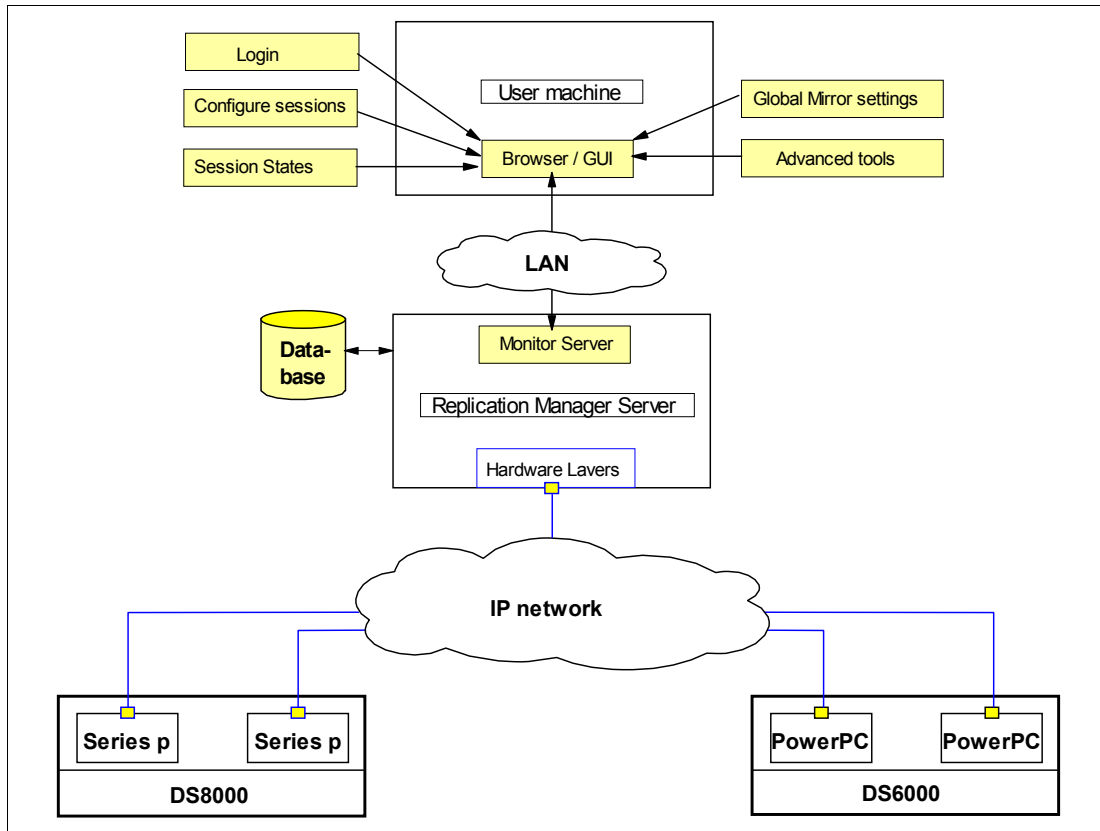 Login
User machine
Configure sessions
Global Mirror settings
Session States
Browser / GUI
Advanced tools
LAN
Data-
base
Monitor Server
Replication Manager Server
Hardware Lavers
IP network
Series p
Series p
PowerPC
PowerPC
DS8000
DS6000